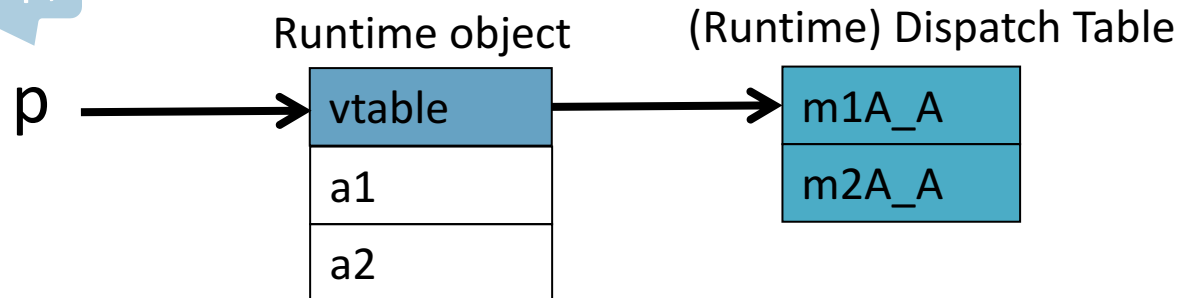 Runtime object
(Runtime) Dispatch Table
p
vtable
m1A_A
a1
m2A_A
a2